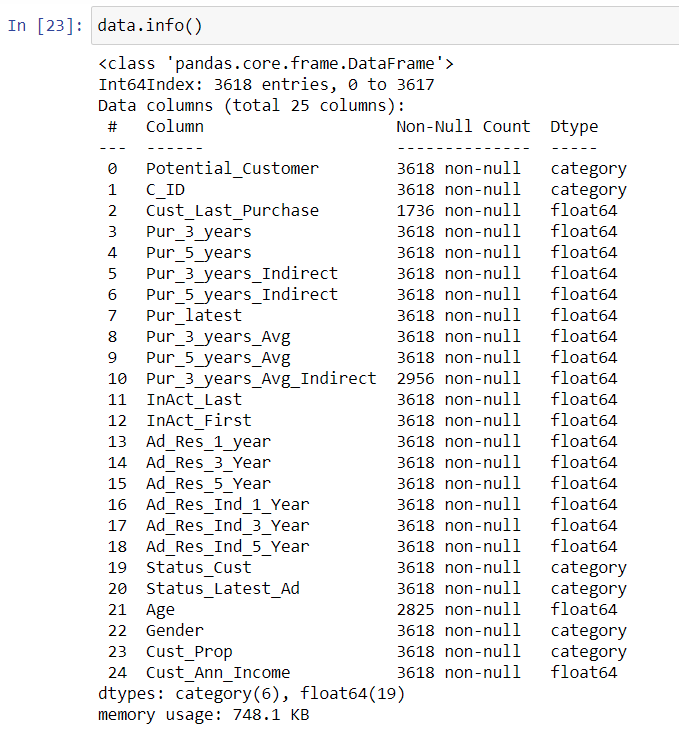 In [23]: data.info()
<class 'pandas.core.frame.DataFrame'>
Int64Index: 3618 entries, 0 to 3617
Data columns (total 25 columns):
 #   Column                  Non-Null Count  Dtype
---  ------                  --------------  -----
 0   Potential_Customer      3618 non-null   category
 1   C_ID                    3618 non-null   category
 2   Cust_Last_Purchase      1736 non-null   float64
 3   Pur_3_years             3618 non-null   float64
 4   Pur_5_years             3618 non-null   float64
 5   Pur_3_years_Indirect    3618 non-null   float64
 6   Pur_5_years_Indirect    3618 non-null   float64
 7   Pur_latest              3618 non-null   float64
 8   Pur_3_years_Avg         3618 non-null   float64
 9   Pur_5_years_Avg         3618 non-null   float64
 10  Pur_3_years_Avg_Indirect  2956 non-null   float64
 11  InAct_Last              3618 non-null   float64
 12  InAct_First             3618 non-null   float64
 13  Ad_Res_1_year           3618 non-null   float64
 14  Ad_Res_3_Year           3618 non-null   float64
 15  Ad_Res_5_Year           3618 non-null   float64
 16  Ad_Res_Ind_1_Year       3618 non-null   float64
 17  Ad_Res_Ind_3_Year       3618 non-null   float64
 18  Ad_Res_Ind_5_Year       3618 non-null   float64
 19  Status_Cust             3618 non-null   category
 20  Status_Latest_Ad        3618 non-null   category
 21  Age                     2825 non-null   float64
 22  Gender                  3618 non-null   category
 23  Cust_Prop               3618 non-null   category
 24  Cust_Ann_Income         3618 non-null   float64
dtypes: category(6), float64(19)
memory usage: 748.1 KB